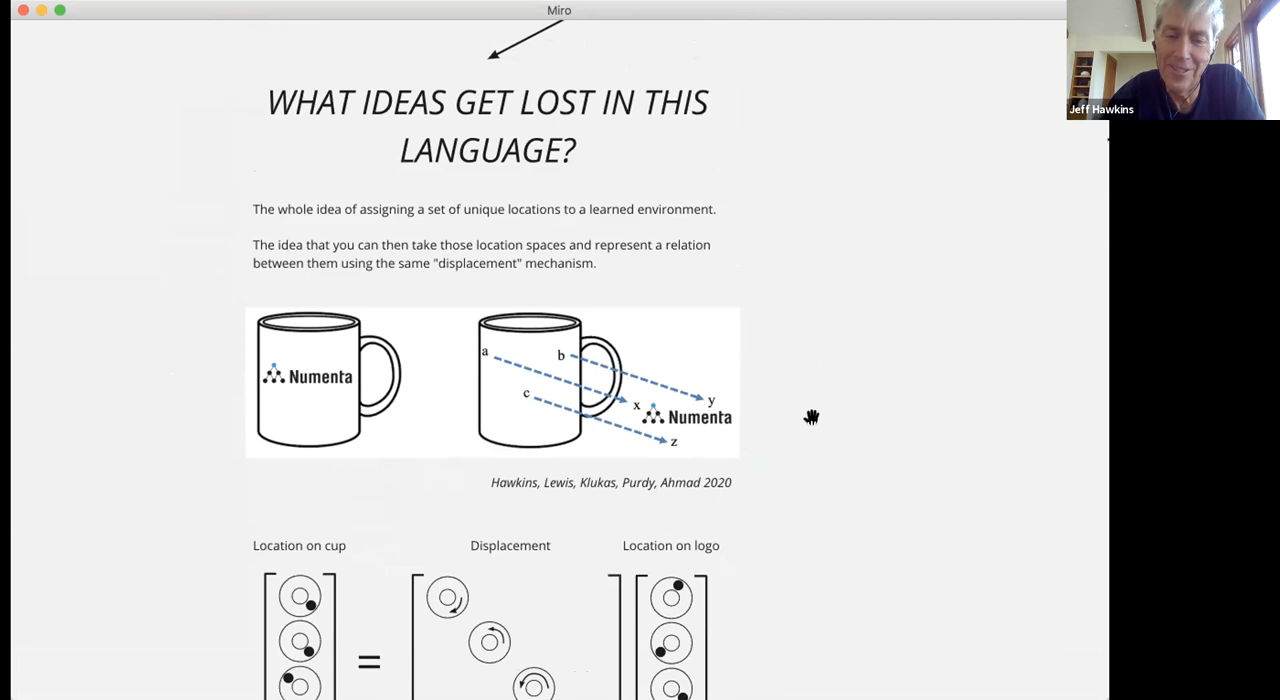 Miro
Jeff Hawkins
WHAT IDEAS GET LOST IN THIS
LANGUAGE?
The whole idea of assigning a set of unique locations to a learned environment.
The idea that you can then take those location spaces and represent a relation
between them using the same "displacement" mechanism.
Numenta
a
b
c
x
y
z
Numenta
Hawkins, Lewis, Klukas, Purdy, Ahmad 2020
Location on cup
Displacement
Location on logo
=